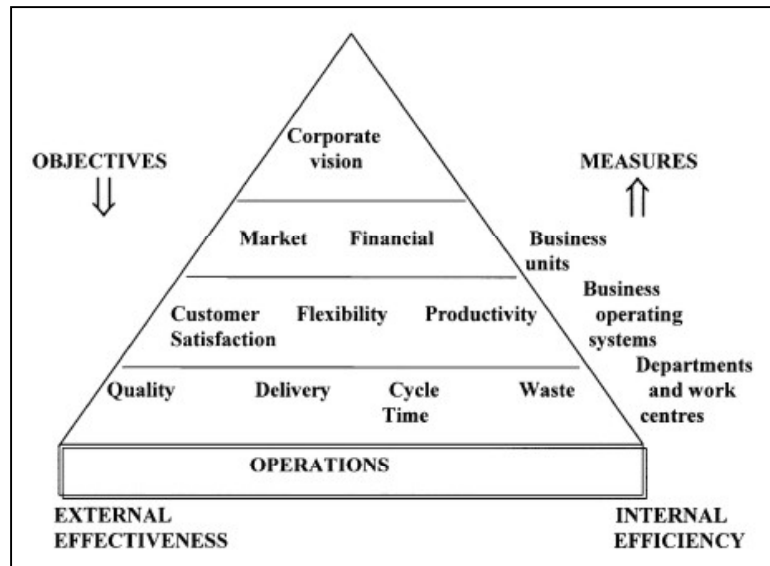 Corporate
vision
OBJECTIVES
MEASURES
Market Financial
Business
units
Customer
Satisfaction
Flexibility
Productivity
Business
operating
systems
Quality
Delivery
Cycle
Time
Waste
Departments
and work
centres
OPERATIONS
EXTERNAL
EFFECTIVENESS
INTERNAL
EFFICIENCY